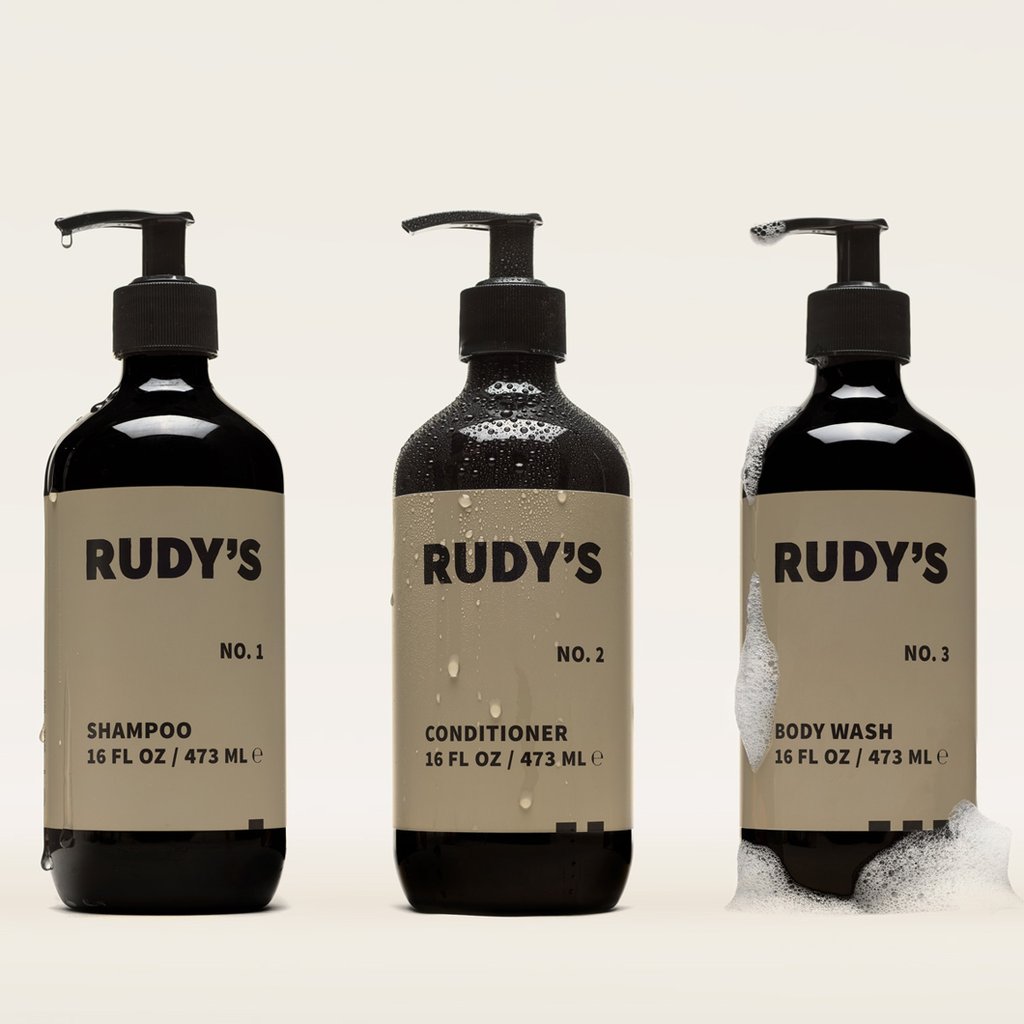 RUDY'S
NO. 1
SHAMPOO
16 FL OZ / 473 ML ℮
RUDY'S
NO. 2
CONDITIONER
16 FL OZ / 473 ML ℮
RUDY'S
NO. 3
BODY WASH
16 FL OZ / 473 ML ℮